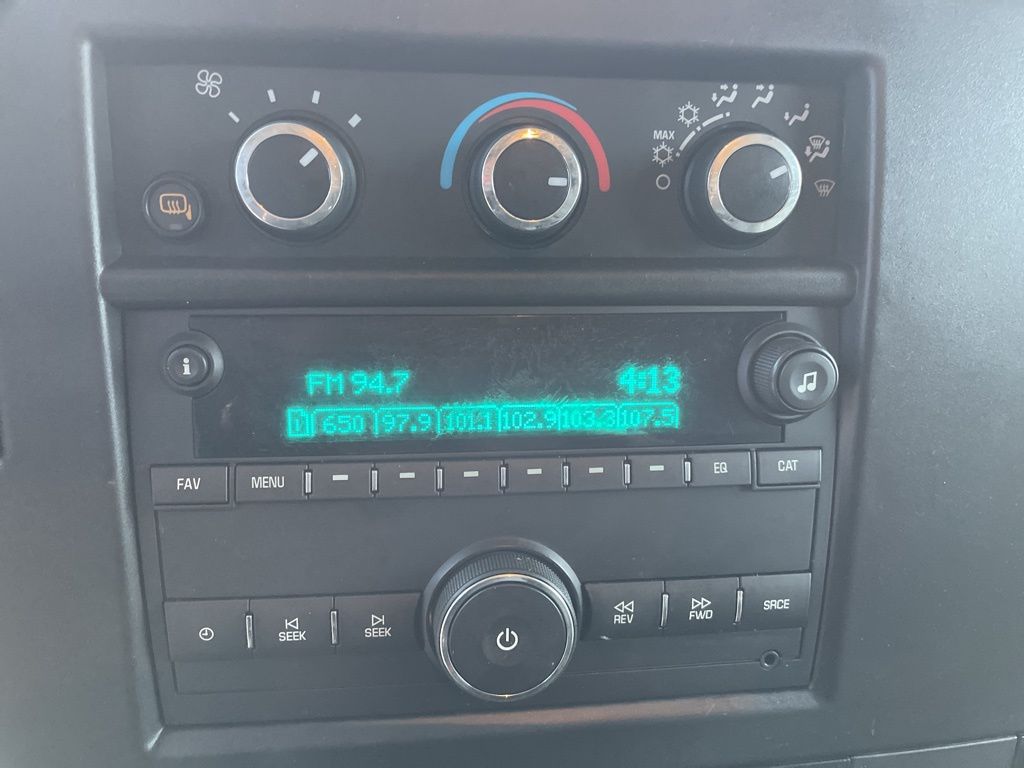 MAX
i
FM 94.7 4:13
1 650 97.9 101.1 102.9 103.3 107.5
FAV MENU EQ CAT
SEEK SEEK REV FWD SRCE